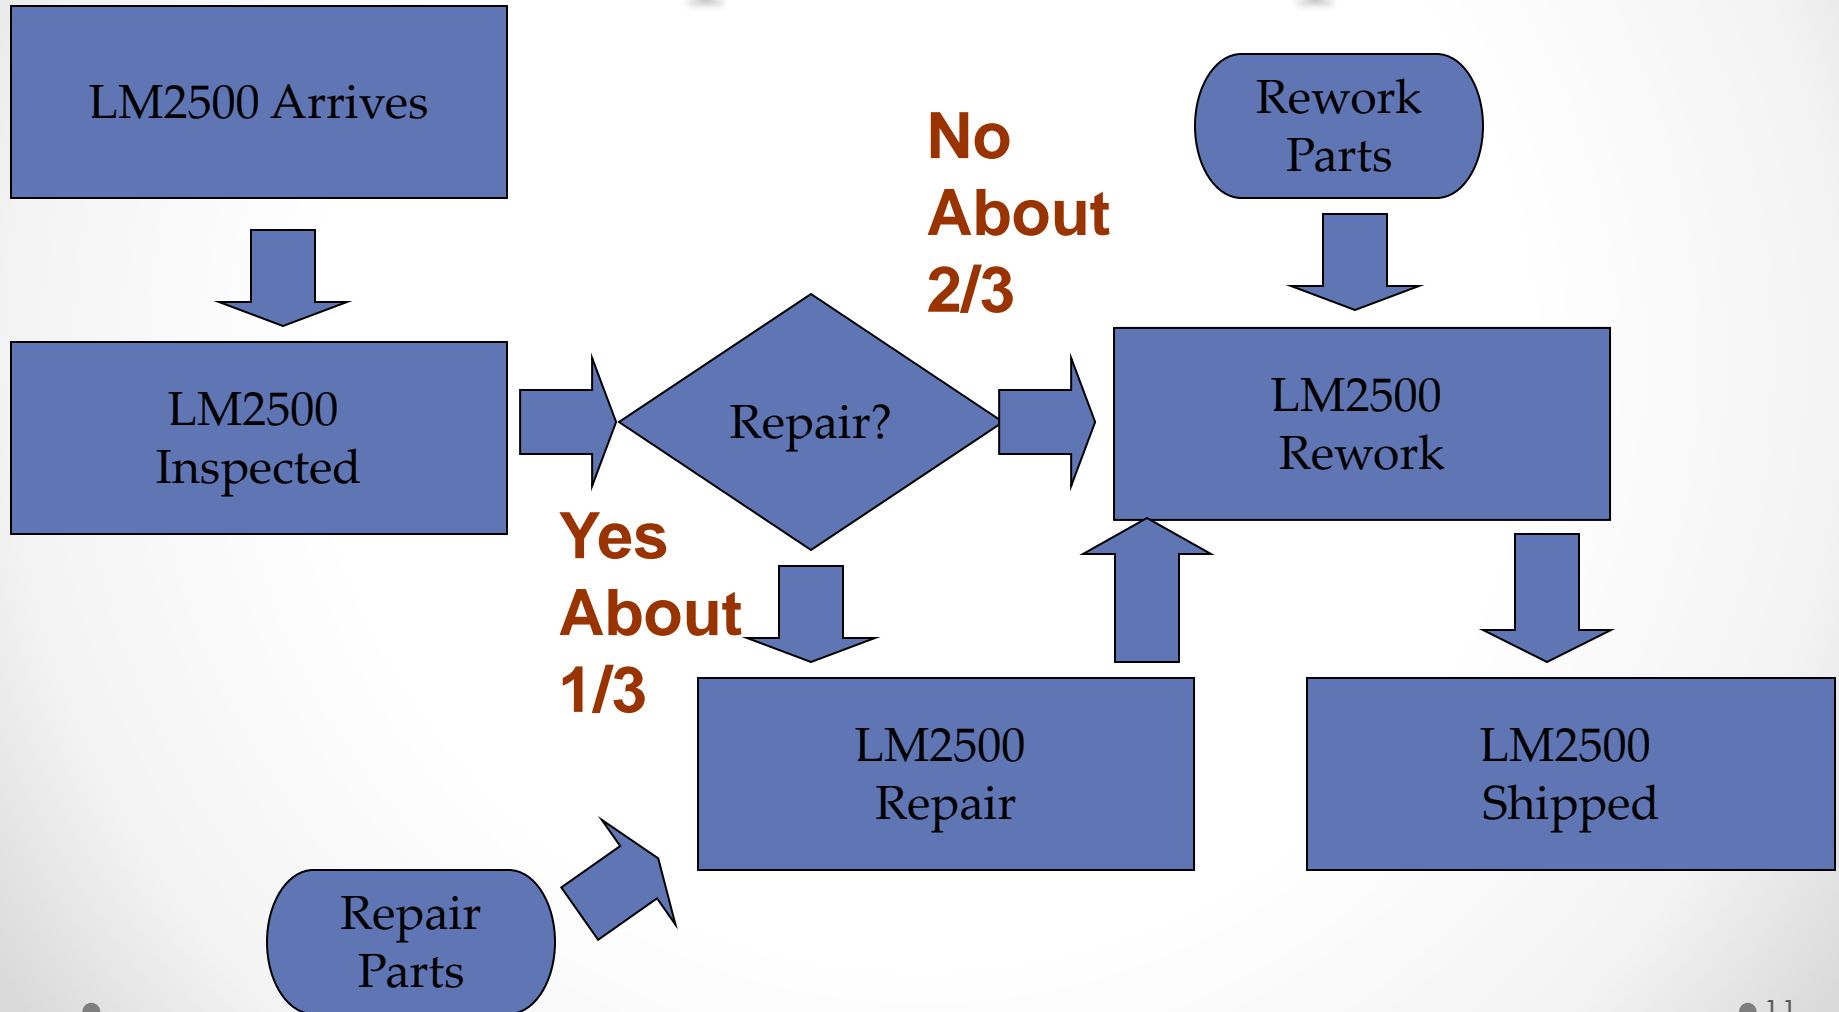 LM2500 Arrives
Rework
Parts
No
About
2/3
LM2500
Inspected
Repair?
LM2500
Rework
Yes
About
1/3
LM2500
Repair
LM2500
Shipped
Repair
Parts
11